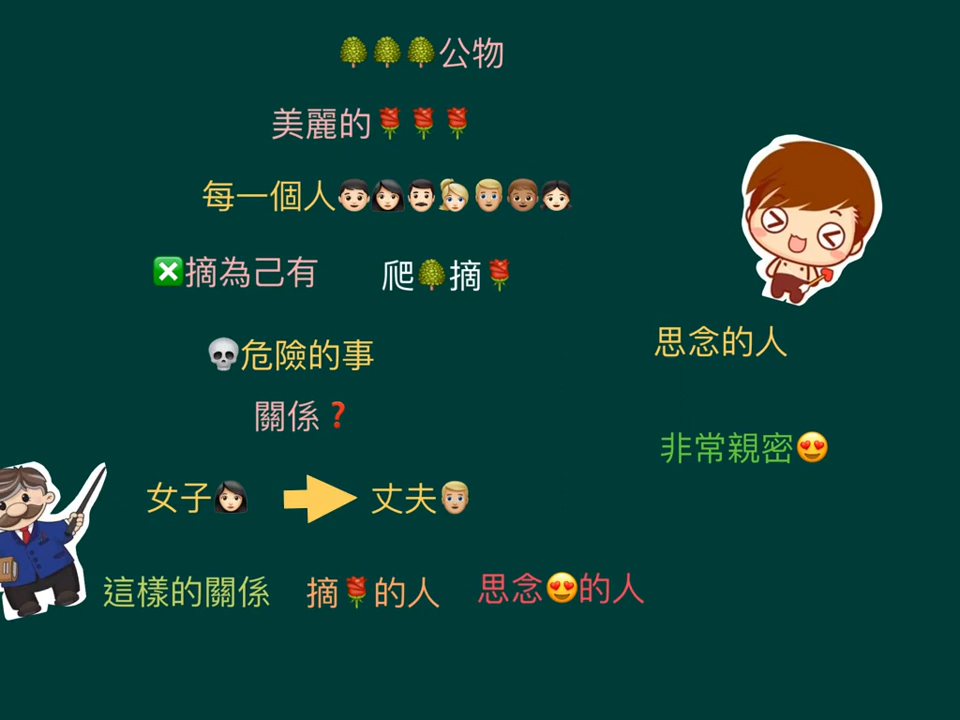 🌳🌳🌳公物
美麗的🌹🌹🌹
每一個人👦🏻👩🏻👨🏻👱🏼‍♀️👱🏼👦🏽👧🏻
❎摘為己有 爬🌳摘🌹
💀危險的事
思念的人
關係❓
非常親密😍
女子👩🏻 ➡ 丈夫👱🏼
這樣的關係 摘🌹的人 思念😍的人